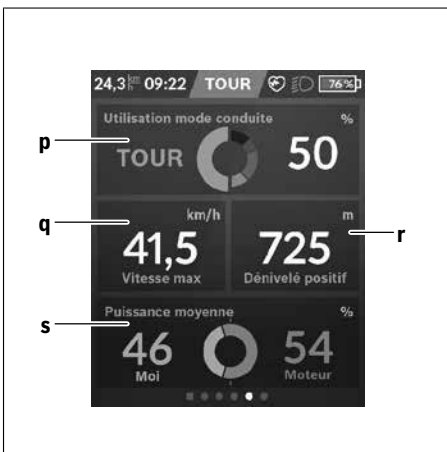 24,3 km/h 09:22 TOUR 76 %
Utilisation mode conduite %
p
TOUR 50
q
km/h
41,5
Vitesse max
m
725
Dénivelé positif
r
s
Puissance moyenne %
46
Moi
54
Moteur